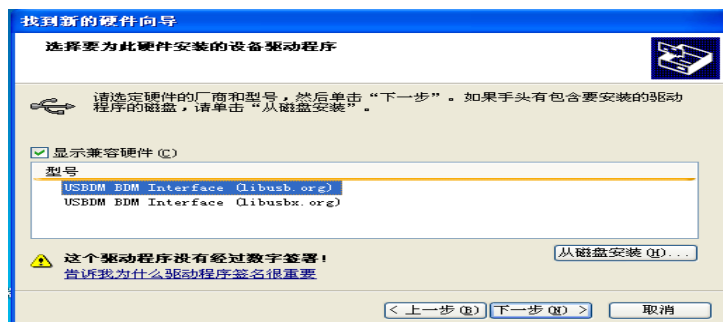 找到新的硬件向导
选择要为此硬件安装的设备驱动程序
请选定硬件的厂商和型号，然后单击“下一步”。如果手头有包含要安装的驱动
程序的磁盘，请单击“从磁盘安装”。
显示兼容硬件(C)
型号
USBDM BDM Interface (libusb.org)
USBDM BDM Interface (libusbx.org)
这个驱动程序没有经过数字签署!
告诉我为什么驱动程序签名很重要
从磁盘安装(H)...
< 上一步(B) 下一步(N) > 取消